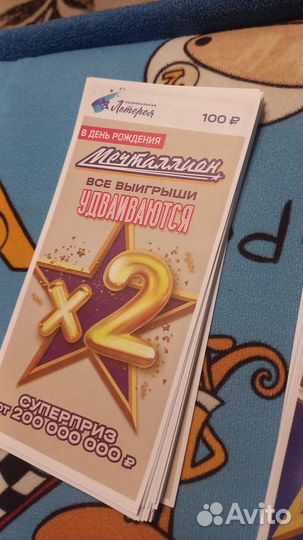 НАЦИОНАЛЬНАЯ
Лотерея
100 ₽
В ДЕНЬ РОЖДЕНИЯ
Мечталлион
ВСЕ ВЫИГРЫШИ
УДВАИВАЮТСЯ
x2
СУПЕРПРИЗ
ОТ 200 000 000 ₽
Avito